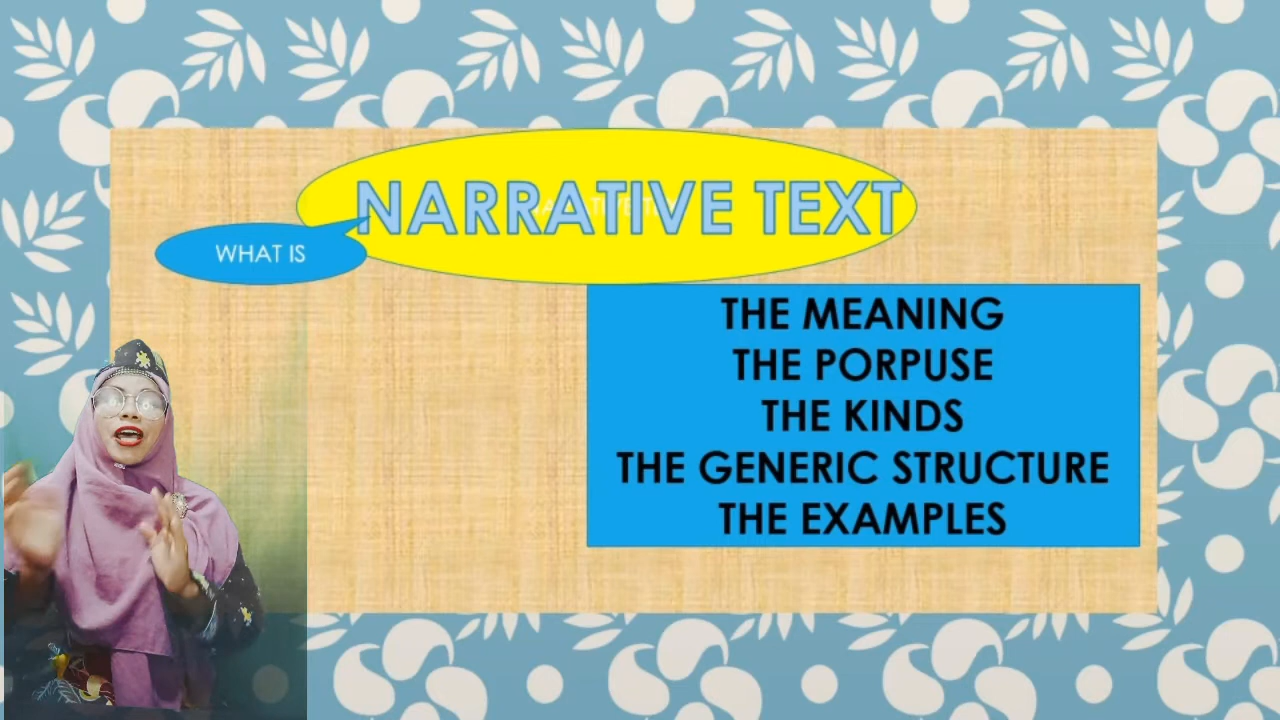 NARRATIVE TEXT
WHAT IS
THE MEANING
THE PORPUSE
THE KINDS
THE GENERIC STRUCTURE
THE EXAMPLES